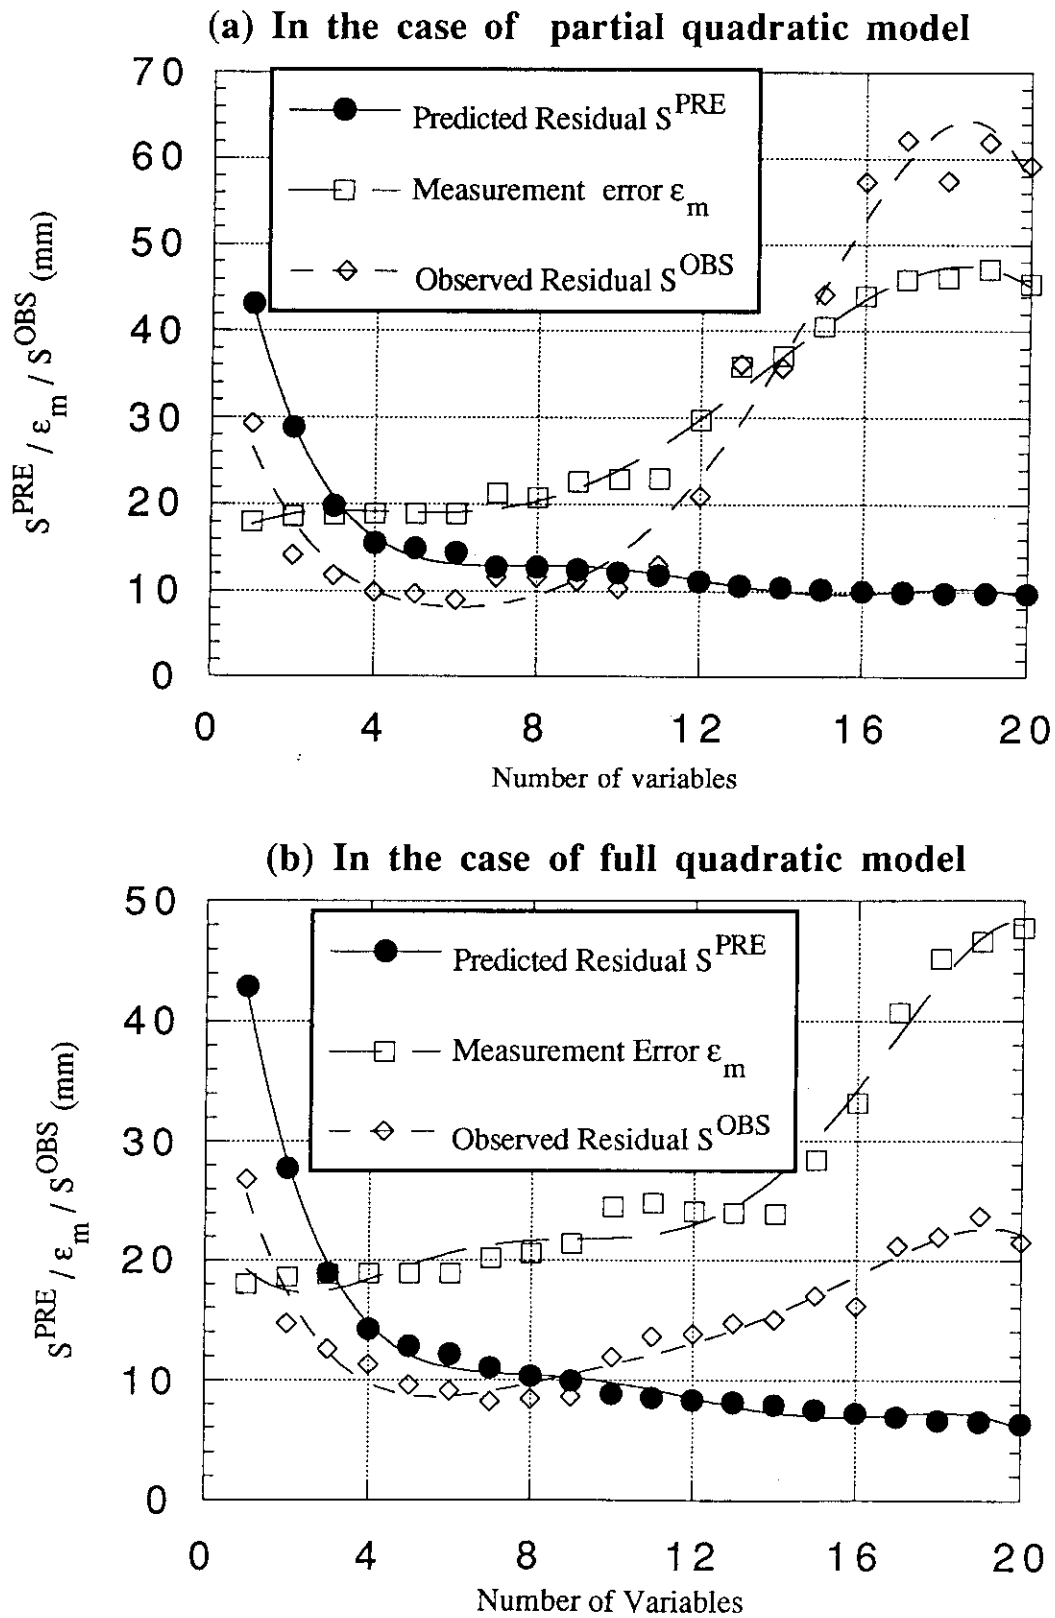 (a) In the case of partial quadratic model
70
60
50
40
30
20
10
0
S^PRE / ε_m / S^OBS (mm)
Predicted Residual S^PRE
Measurement error ε_m
Observed Residual S^OBS
0 4 8 12 16 20
Number of variables
(b) In the case of full quadratic model
50
40
30
20
10
0
S^PRE / ε_m / S^OBS (mm)
Predicted Residual S^PRE
Measurement Error ε_m
Observed Residual S^OBS
0 4 8 12 16 20
Number of Variables